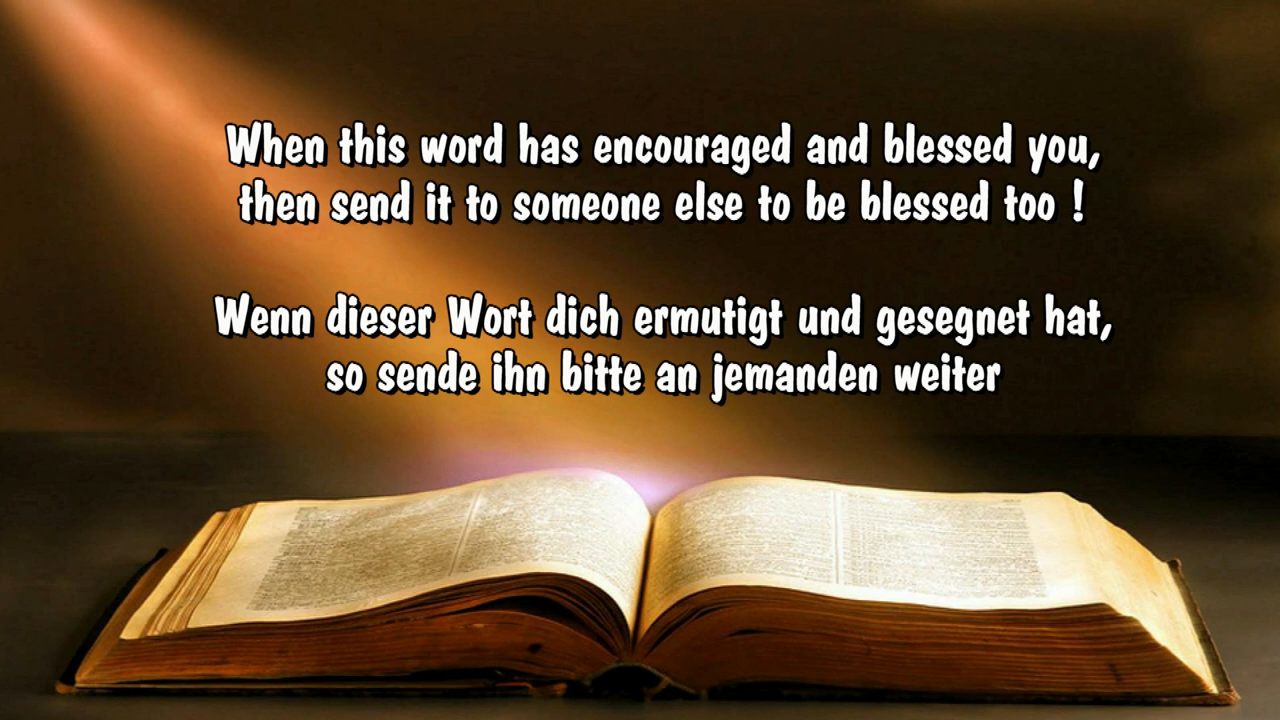 When this word has encouraged and blessed you,
then send it to someone else to be blessed too !
Wenn dieser Wort dich ermutigt und gesegnet hat,
so sende ihn bitte an jemanden weiter